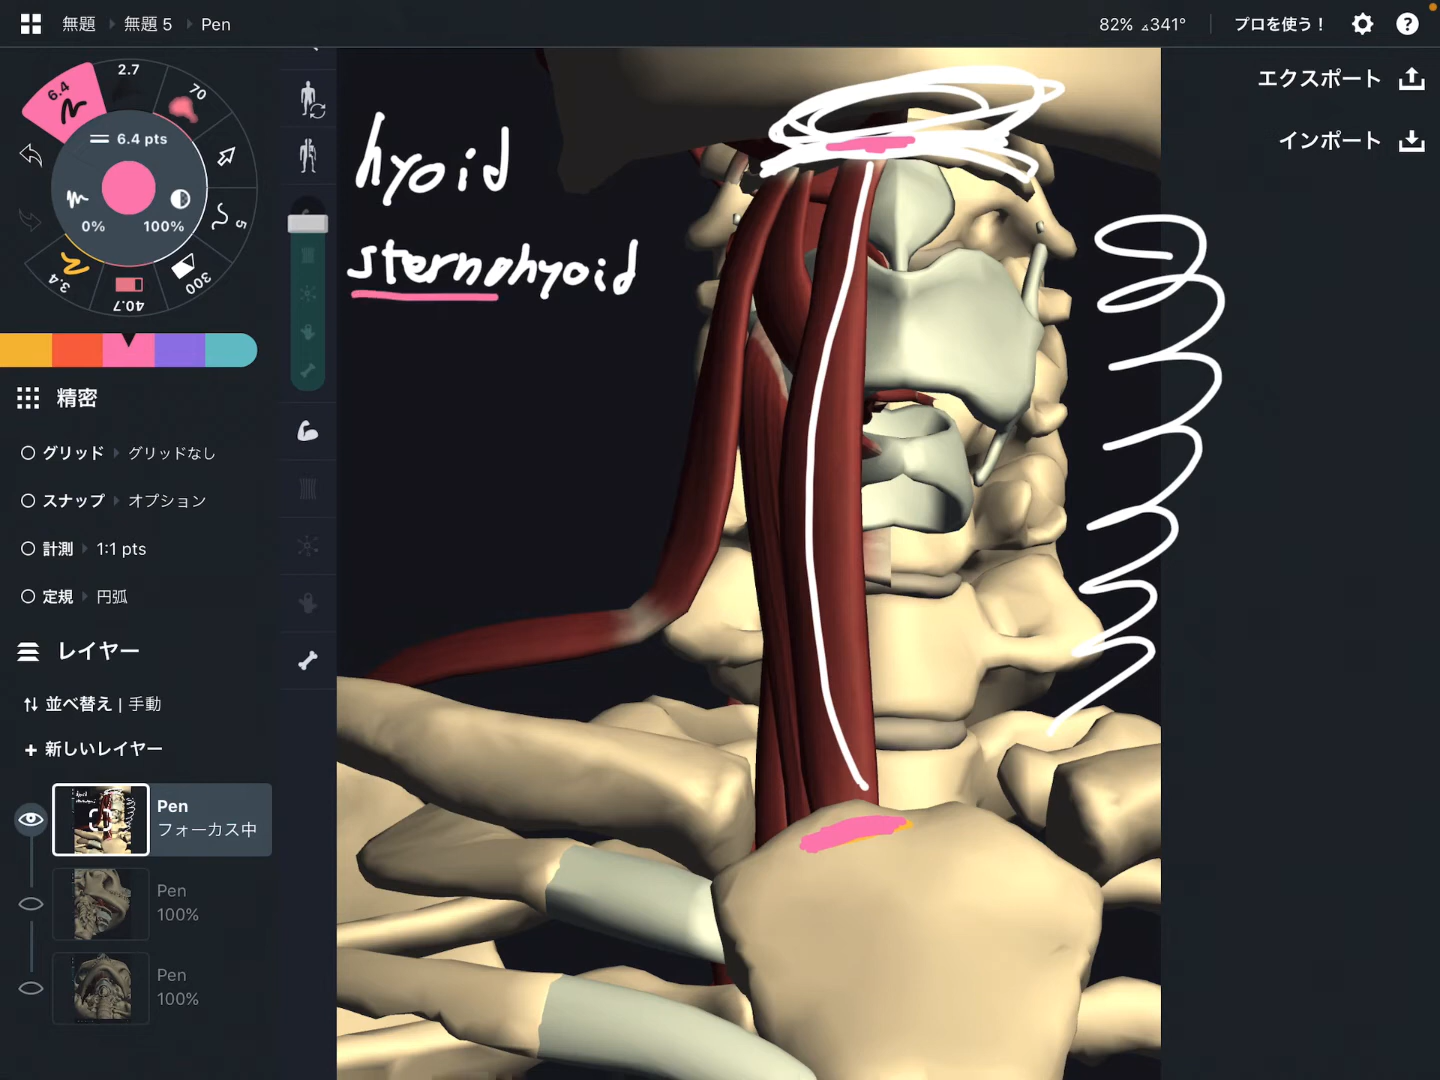 無題 無題 5 Pen
82% ⊿341° プロを使う!
エクスポート
インポート
2.7
6.4
70
6.4 pts
0% 100%
5
3.4
40.7
300
精密
グリッド グリッドなし
スナップ オプション
計測 1:1 pts
定規 円弧
レイヤー
並べ替え | 手動
+ 新しいレイヤー
Pen
フォーカス中
Pen
100%
Pen
100%
hyoid
sternohyoid